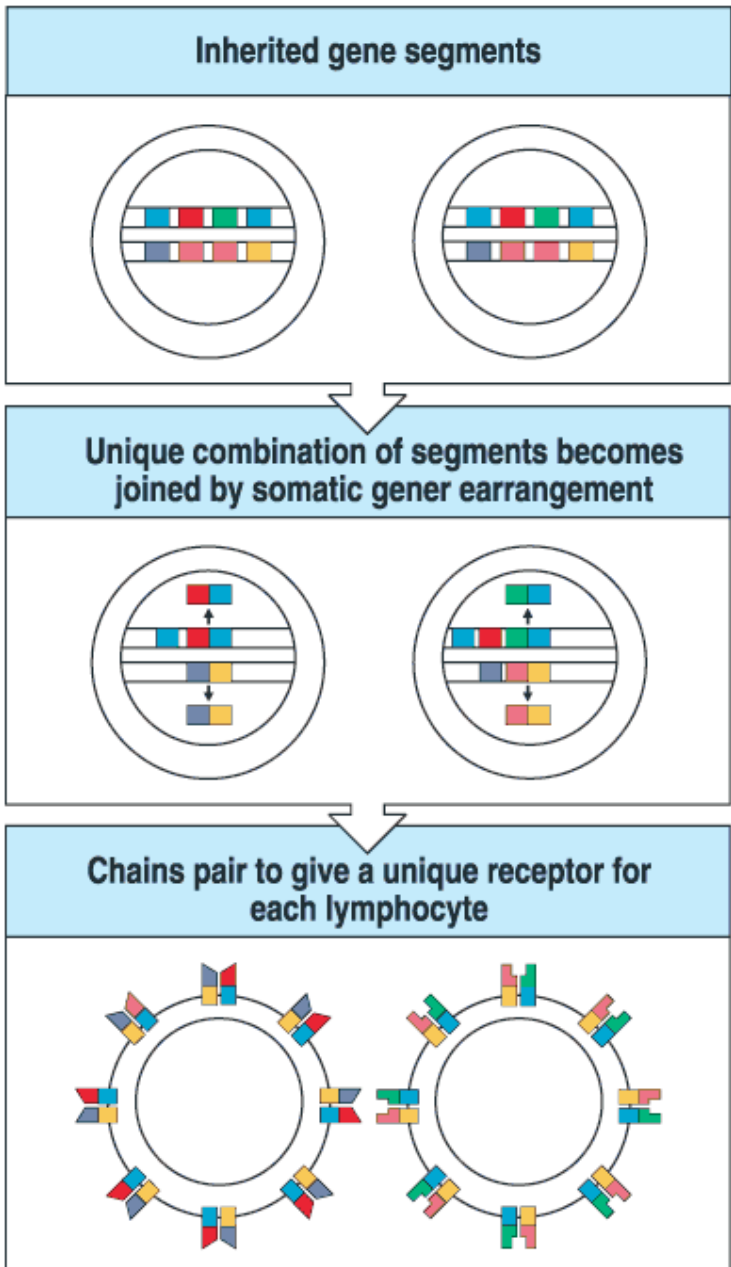 Inherited gene segments
Unique combination of segments becomes
joined by somatic gener earrangement
Chains pair to give a unique receptor for
each lymphocyte